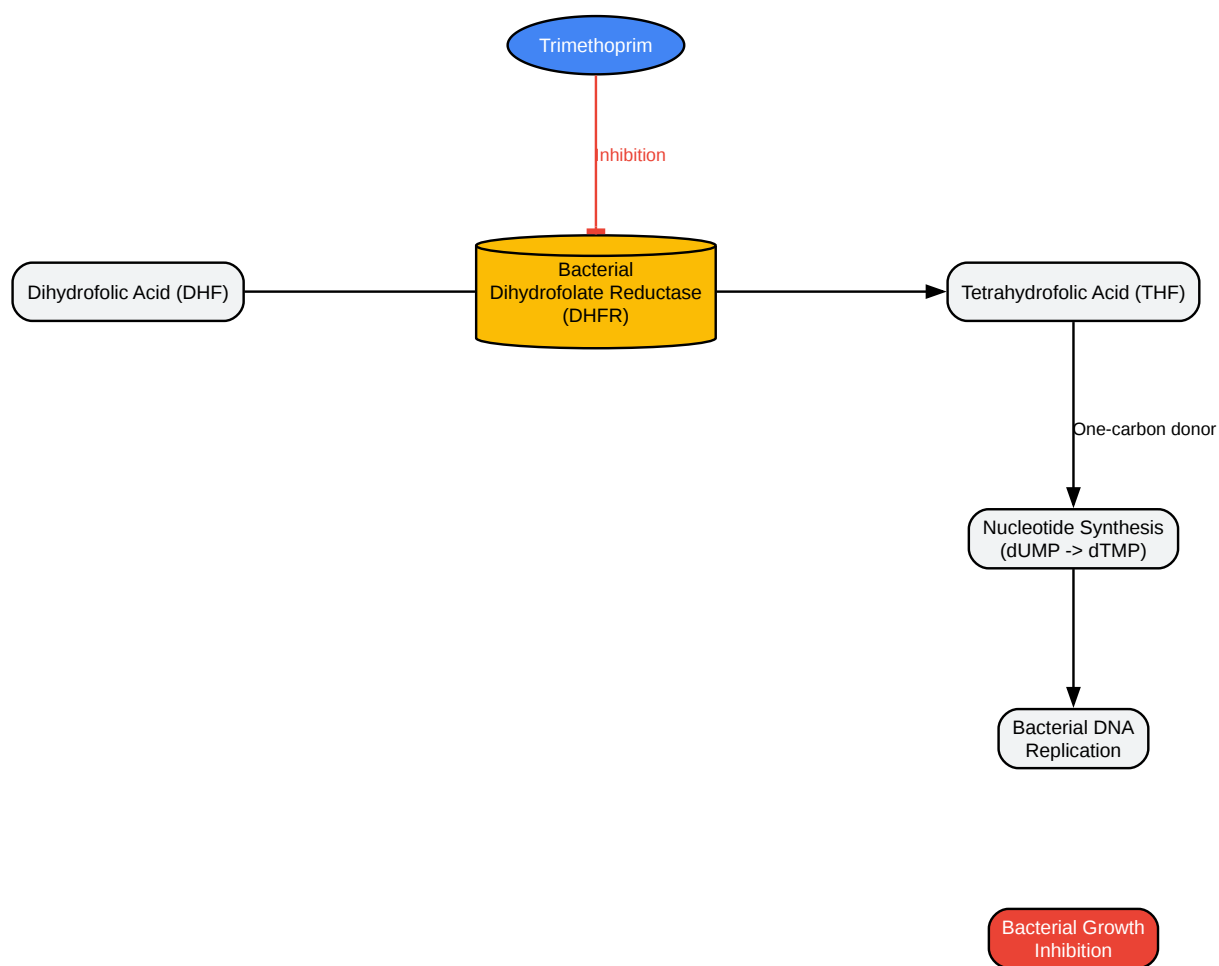 Trimethoprim
Inhibition
Bacterial
Dihydrofolate Reductase
(DHFR)
Dihydrofolic Acid (DHF)
Tetrahydrofolic Acid (THF)
One-carbon donor
Nucleotide Synthesis
(dUMP -> dTMP)
Bacterial DNA
Replication
Bacterial Growth
Inhibition